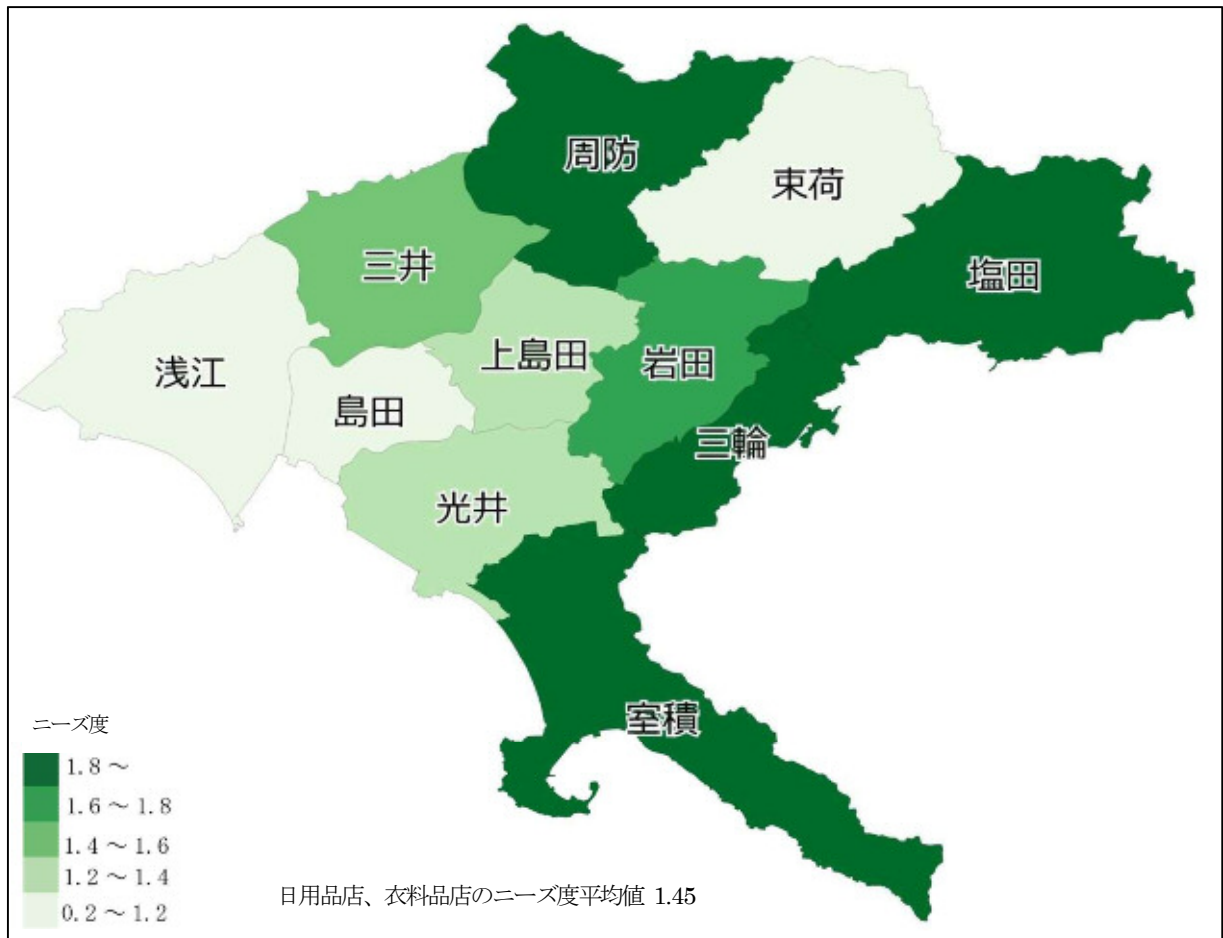 周防
束荷
塩田
三井
上島田
岩田
浅江
島田
三輪
光井
室積
ニーズ度
1.8～
1.6～1.8
1.4～1.6
1.2～1.4
0.2～1.2
日用品店、衣料品店のニーズ度平均値 1.45